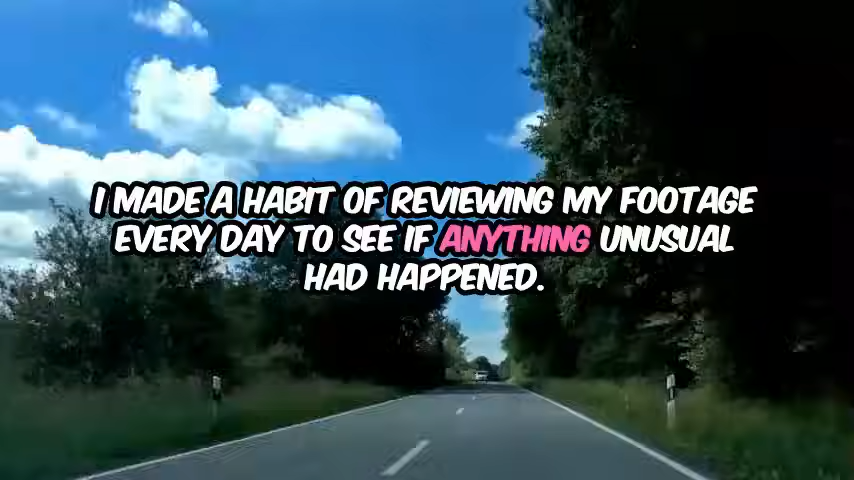 I MADE A HABIT OF REVIEWING MY FOOTAGE
EVERY DAY TO SEE IF ANYTHING UNUSUAL
HAD HAPPENED.